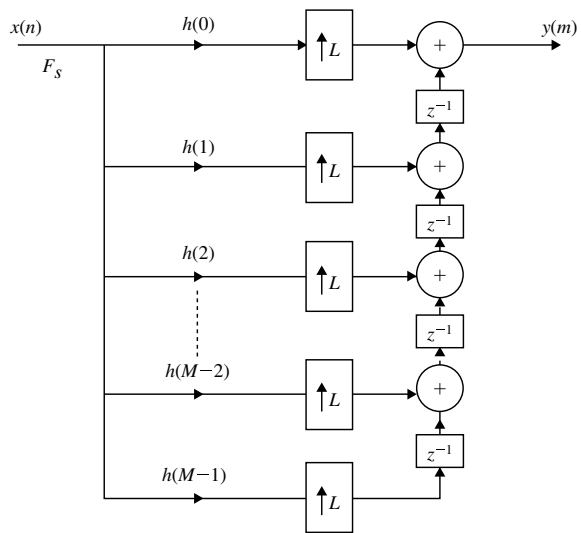 x(n) h(0) ↑L + y(m)
F_s
z⁻¹
h(1) ↑L +
z⁻¹
h(2) ↑L +
z⁻¹
h(M−2) ↑L +
z⁻¹
h(M−1) ↑L